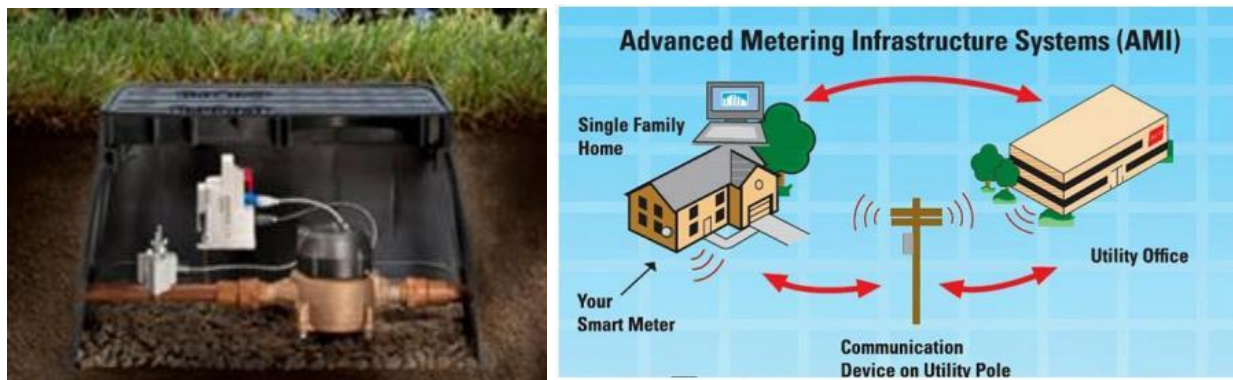 Advanced Metering Infrastructure Systems (AMI)
Single Family
Home
Your
Smart Meter
Utility Office
Communication
Device on Utility Pole